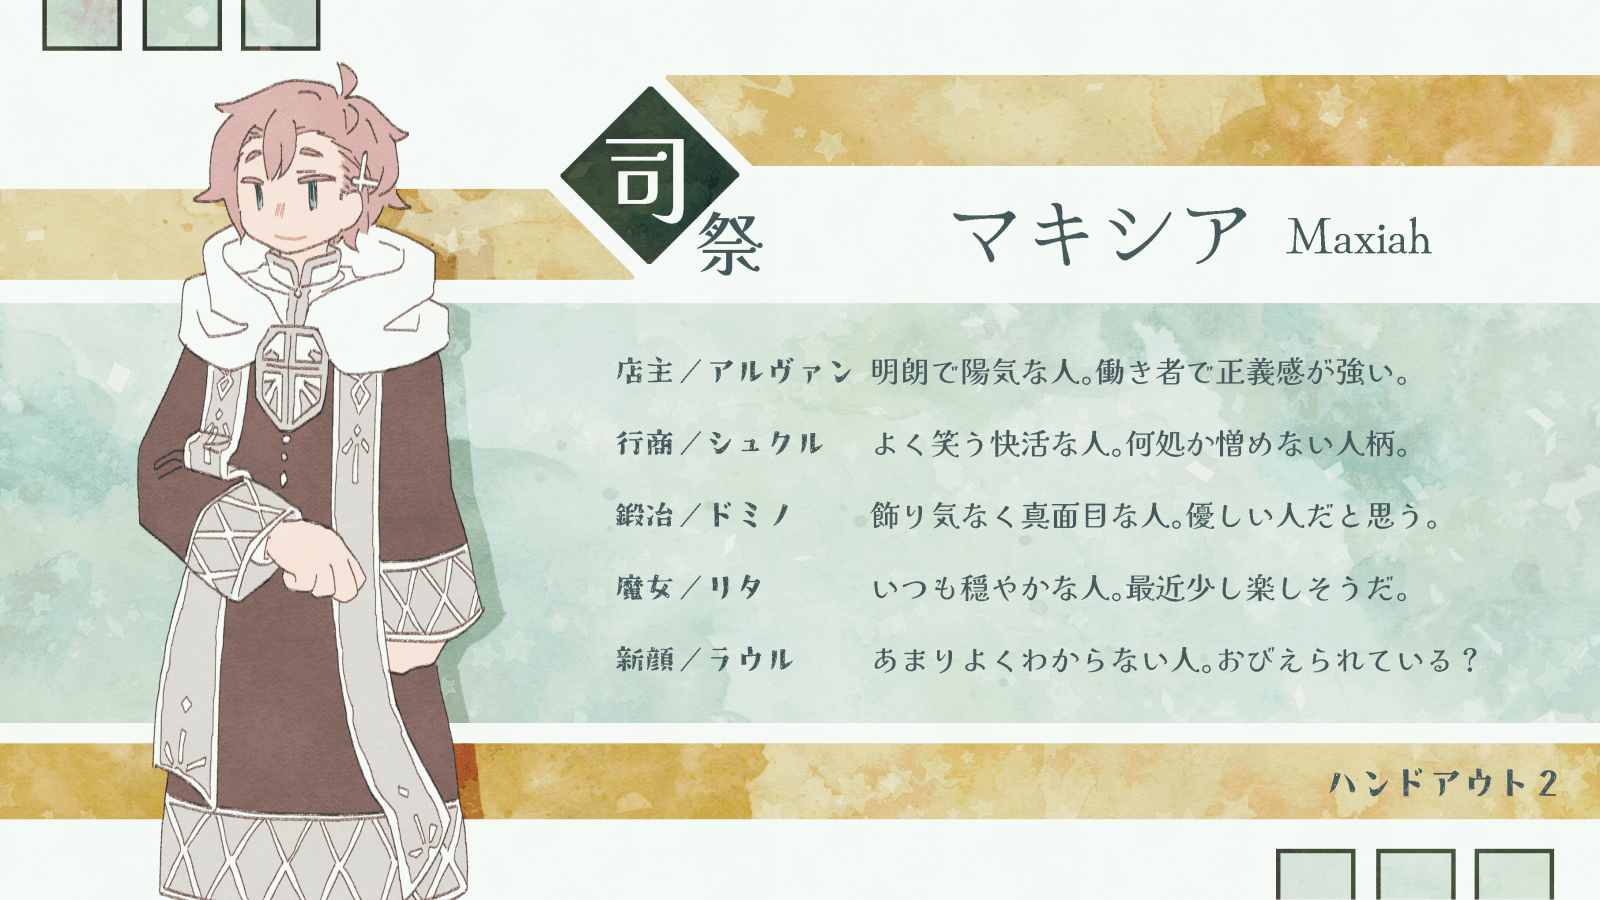 司祭
マキシア Maxiah
店主／アルヴァン 明朗で陽気な人。働き者で正義感が強い。
行商／シュクル よく笑う快活な人。何処か憎めない人柄。
鍛冶／ドミノ 飾り気なく真面目な人。優しい人だと思う。
魔女／リタ いつも穏やかな人。最近少し楽しそうだ。
新顔／ラウル あまりよくわからない人。おびえられている？
ハンドアウト2